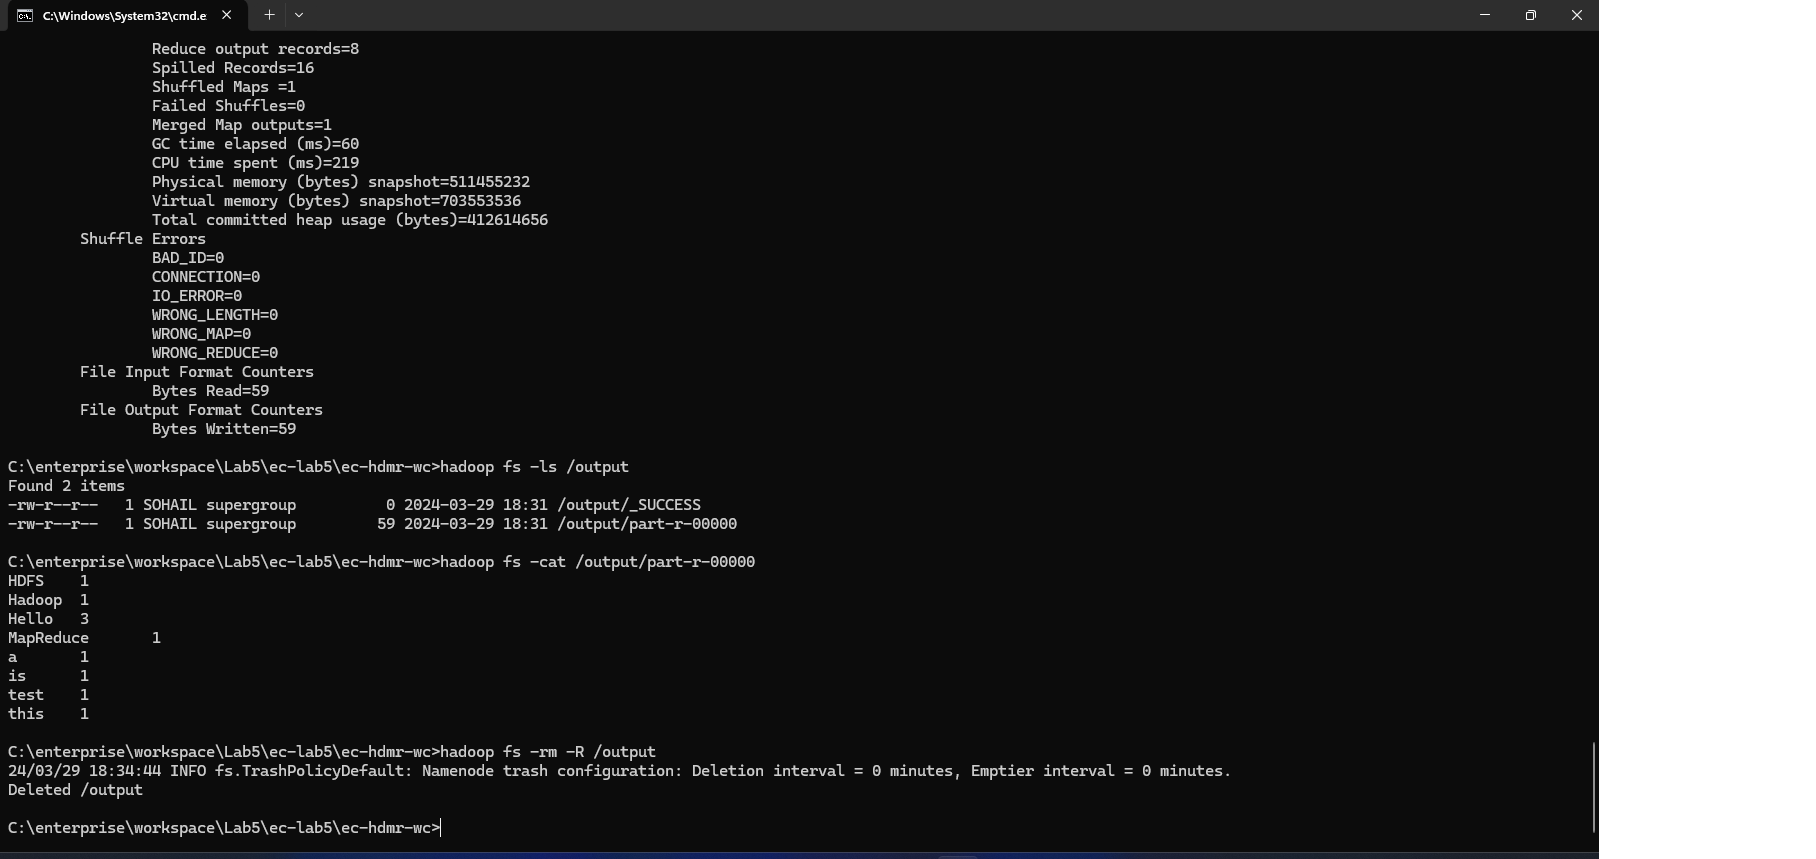 C:\Windows\System32\cmd.e
Reduce output records=8
Spilled Records=16
Shuffled Maps =1
Failed Shuffles=0
Merged Map outputs=1
GC time elapsed (ms)=60
CPU time spent (ms)=219
Physical memory (bytes) snapshot=511455232
Virtual memory (bytes) snapshot=703553536
Total committed heap usage (bytes)=412614656
Shuffle Errors
BAD_ID=0
CONNECTION=0
IO_ERROR=0
WRONG_LENGTH=0
WRONG_MAP=0
WRONG_REDUCE=0
File Input Format Counters
Bytes Read=59
File Output Format Counters
Bytes Written=59
C:\enterprise\workspace\Lab5\ec-lab5\ec-hdmr-wc>hadoop fs -ls /output
Found 2 items
-rw-r--r--   1 SOHAIL supergroup          0 2024-03-29 18:31 /output/_SUCCESS
-rw-r--r--   1 SOHAIL supergroup         59 2024-03-29 18:31 /output/part-r-00000
C:\enterprise\workspace\Lab5\ec-lab5\ec-hdmr-wc>hadoop fs -cat /output/part-r-00000
HDFS    1
Hadoop  1
Hello   3
MapReduce       1
a       1
is      1
test    1
this    1
C:\enterprise\workspace\Lab5\ec-lab5\ec-hdmr-wc>hadoop fs -rm -R /output
24/03/29 18:34:44 INFO fs.TrashPolicyDefault: Namenode trash configuration: Deletion interval = 0 minutes, Emptier interval = 0 minutes.
Deleted /output
C:\enterprise\workspace\Lab5\ec-lab5\ec-hdmr-wc>